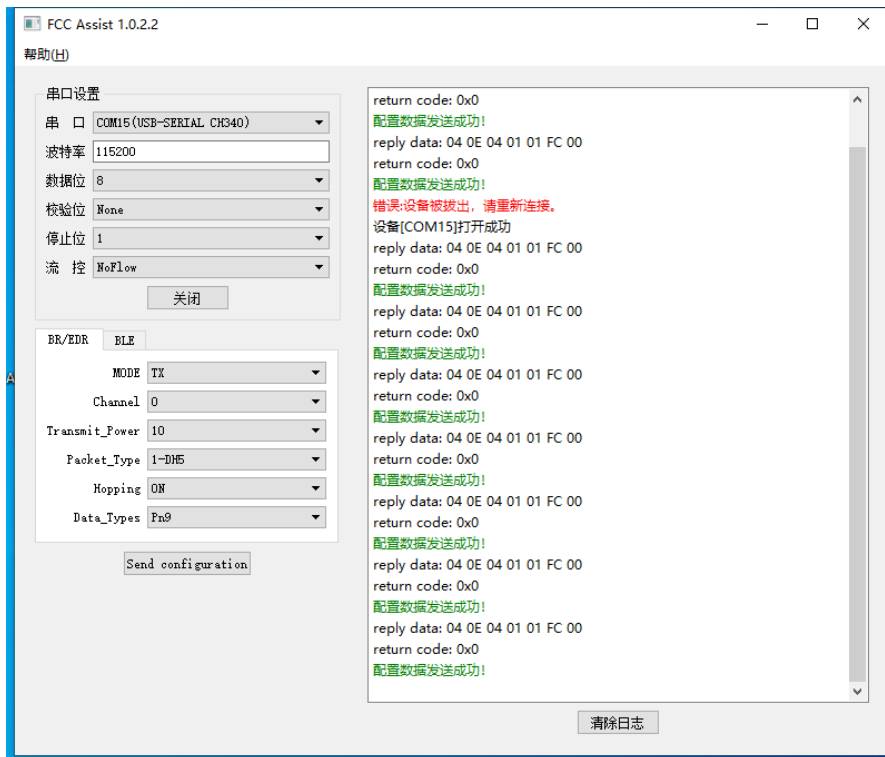 FCC Assist 1.0.2.2
帮助(H)
串口设置
串 口 COM15(USB-SERIAL CH340)
波特率 115200
数据位 8
校验位 None
停止位 1
流 控 NoFlow
关闭
BR/EDR BLE
MODE TX
Channel 0
Transmit_Power 10
Packet_Type 1-DH5
Hopping ON
Data_Types Pn9
Send configuration
return code: 0x0
配置数据发送成功!
reply data: 04 0E 04 01 01 FC 00
return code: 0x0
配置数据发送成功!
错误:设备被拔出，请重新连接。
设备[COM15]打开成功
reply data: 04 0E 04 01 01 FC 00
return code: 0x0
配置数据发送成功!
reply data: 04 0E 04 01 01 FC 00
return code: 0x0
配置数据发送成功!
reply data: 04 0E 04 01 01 FC 00
return code: 0x0
配置数据发送成功!
reply data: 04 0E 04 01 01 FC 00
return code: 0x0
配置数据发送成功!
reply data: 04 0E 04 01 01 FC 00
return code: 0x0
配置数据发送成功!
reply data: 04 0E 04 01 01 FC 00
return code: 0x0
配置数据发送成功!
reply data: 04 0E 04 01 01 FC 00
return code: 0x0
配置数据发送成功!
清除日志